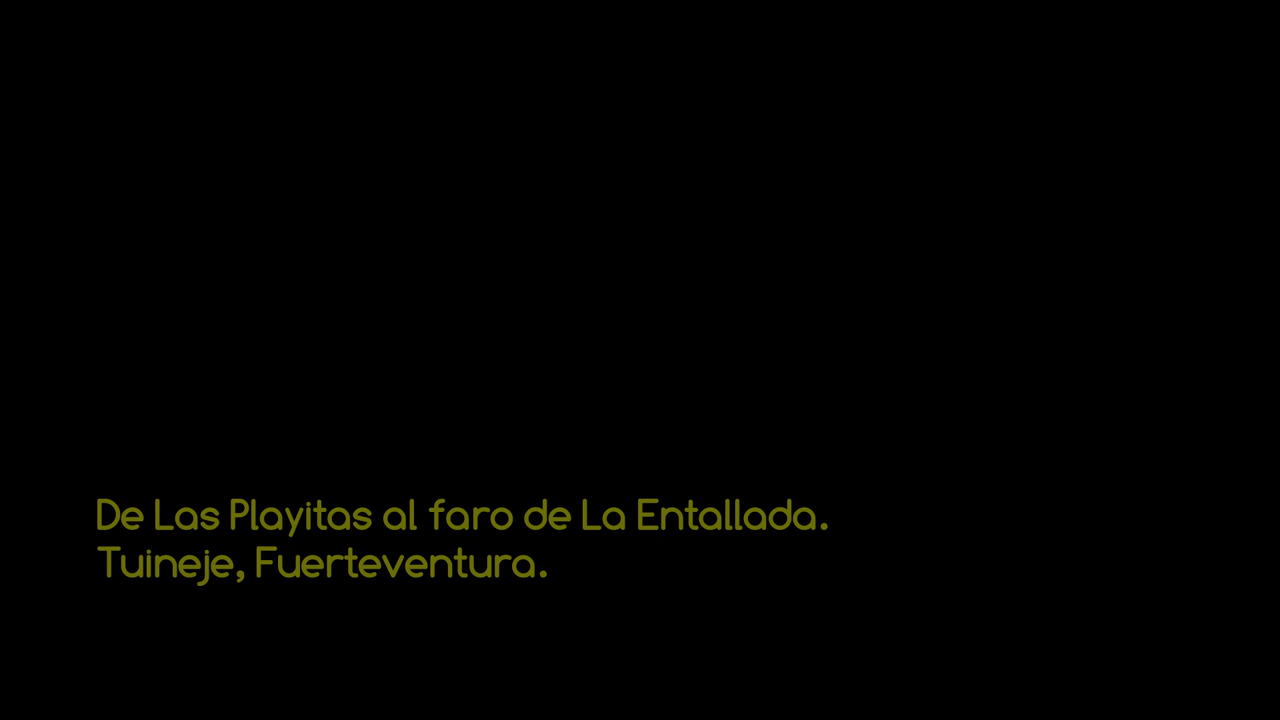 De Las Playitas al faro de La Entallada.
Tuineje, Fuerteventura.